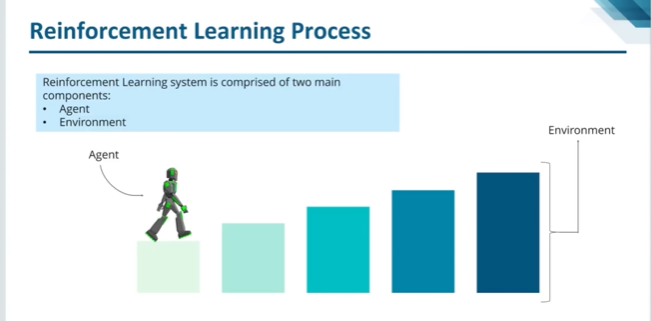 Reinforcement Learning Process
Reinforcement Learning system is comprised of two main
components:
• Agent
• Environment
Environment
Agent